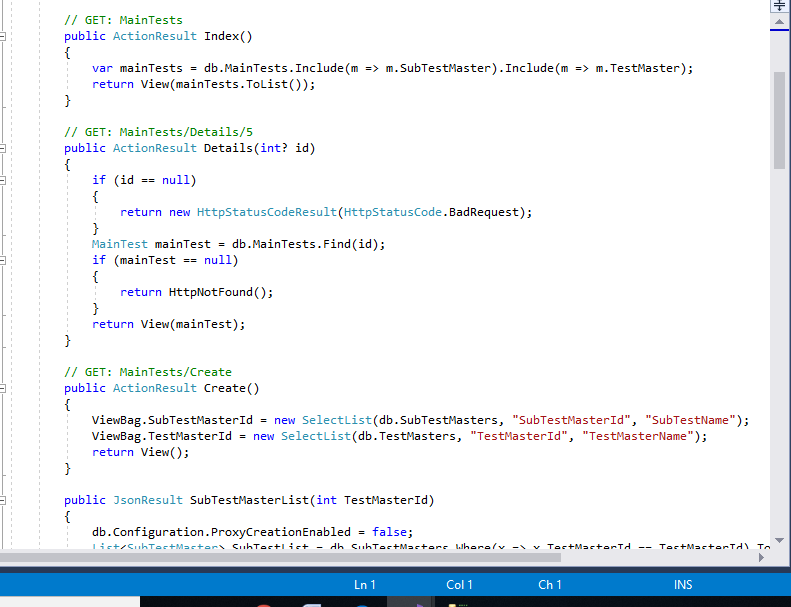 // GET: MainTests
public ActionResult Index()
{
var mainTests = db.MainTests.Include(m => m.SubTestMaster).Include(m => m.TestMaster);
return View(mainTests.ToList());
}
// GET: MainTests/Details/5
public ActionResult Details(int? id)
{
if (id == null)
{
return new HttpStatusCodeResult(HttpStatusCode.BadRequest);
}
MainTest mainTest = db.MainTests.Find(id);
if (mainTest == null)
{
return HttpNotFound();
}
return View(mainTest);
}
// GET: MainTests/Create
public ActionResult Create()
{
ViewBag.SubTestMasterId = new SelectList(db.SubTestMasters, "SubTestMasterId", "SubTestName");
ViewBag.TestMasterId = new SelectList(db.TestMasters, "TestMasterId", "TestMasterName");
return View();
}
public JsonResult SubTestMasterList(int TestMasterId)
{
db.Configuration.ProxyCreationEnabled = false;
List<SubTestMaster> SubTestList = db.SubTestMasters.Where(x => x.TestMasterId == TestMasterId).To
Ln 1 Col 1 Ch 1 INS